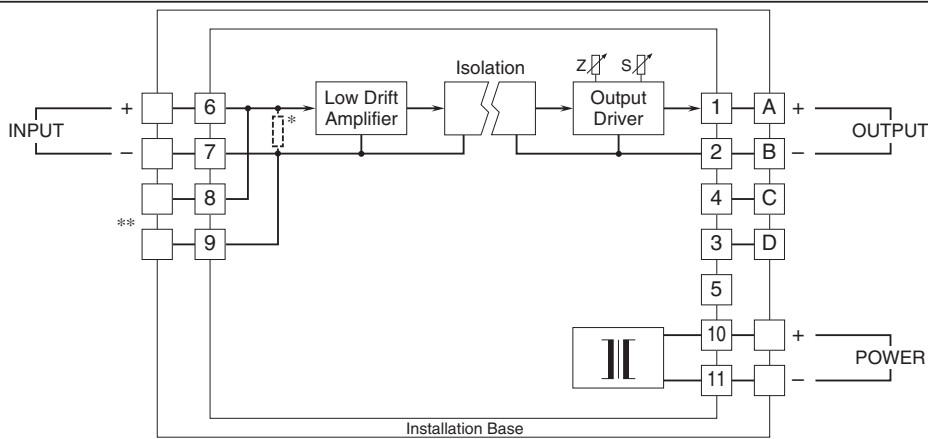 Isolation
Z S
+ 6 Low Drift Amplifier * Output Driver 1 A +
INPUT OUTPUT
− 7 2 B −
8 4 C
**
9 3 D
5
10 +
POWER
11 −
Installation Base